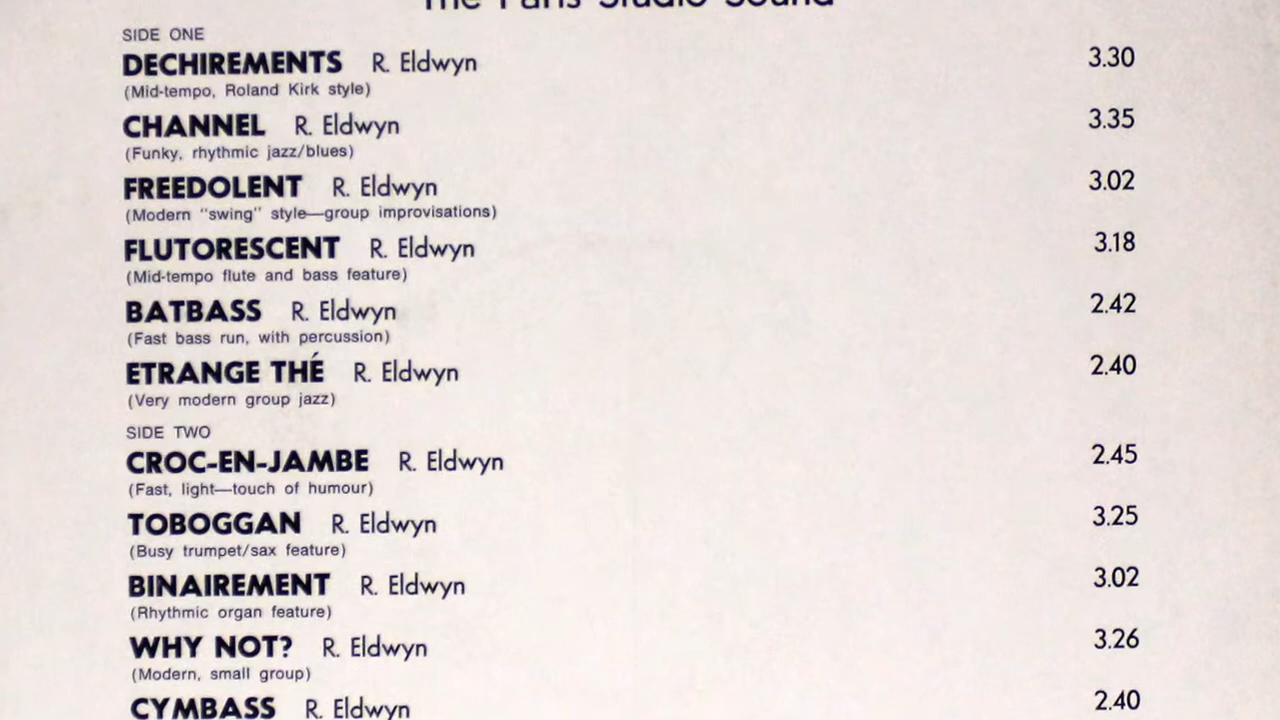 The Paris Studio Sound
SIDE ONE
DECHIREMENTS R. Eldwyn 3.30
(Mid-tempo, Roland Kirk style)
CHANNEL R. Eldwyn 3.35
(Funky, rhythmic jazz/blues)
FREEDOLENT R. Eldwyn 3.02
(Modern "swing" style—group improvisations)
FLUTORESCENT R. Eldwyn 3.18
(Mid-tempo flute and bass feature)
BATBASS R. Eldwyn 2.42
(Fast bass run, with percussion)
ETRANGE THÉ R. Eldwyn 2.40
(Very modern group jazz)
SIDE TWO
CROC-EN-JAMBE R. Eldwyn 2.45
(Fast, light—touch of humour)
TOBOGGAN R. Eldwyn 3.25
(Busy trumpet/sax feature)
BINAIREMENT R. Eldwyn 3.02
(Rhythmic organ feature)
WHY NOT? R. Eldwyn 3.26
(Modern, small group)
CYMBASS R. Eldwyn 2.40